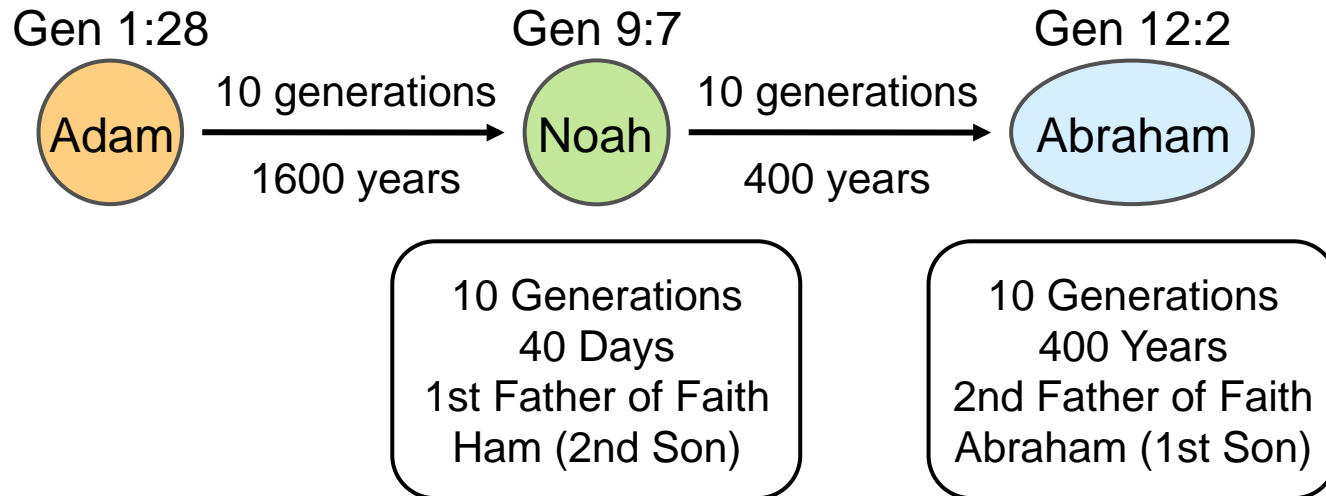 Gen 1:28
Gen 9:7
Gen 12:2
Adam
10 generations
1600 years
Noah
10 generations
400 years
Abraham
10 Generations
40 Days
1st Father of Faith
Ham (2nd Son)
10 Generations
400 Years
2nd Father of Faith
Abraham (1st Son)